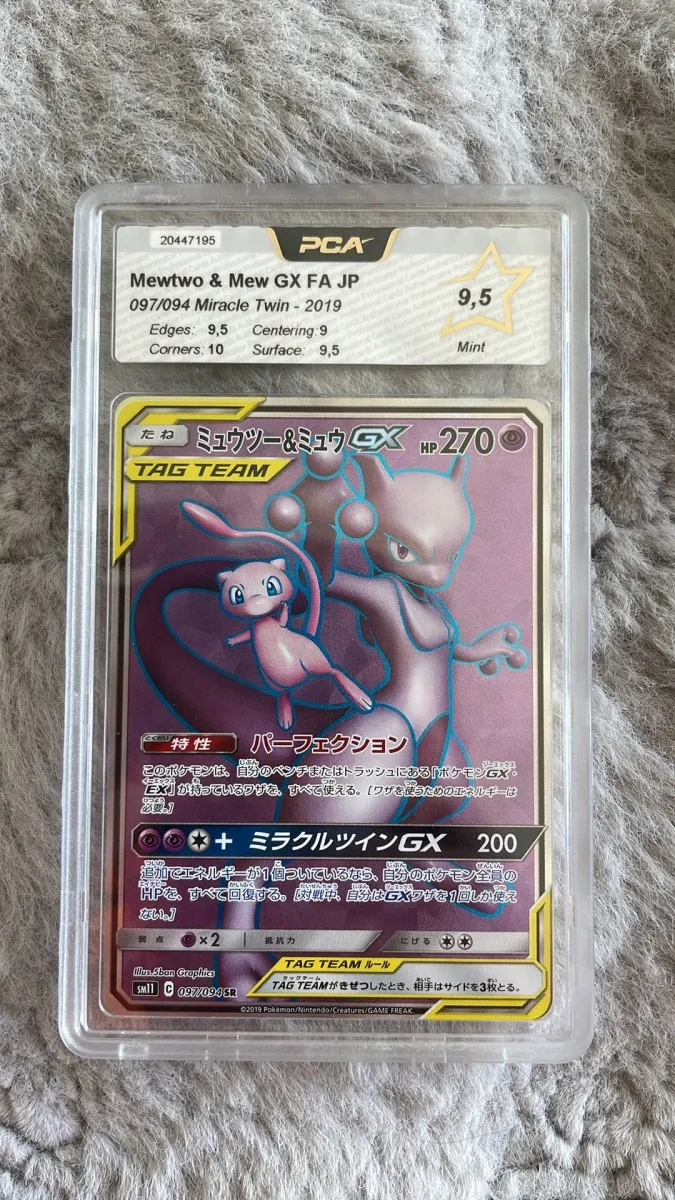 20447195
PCA
Mewtwo & Mew GX FA JP
097/094 Miracle Twin - 2019
Edges: 9,5 Centering: 9
Corners: 10 Surface: 9,5
9,5
Mint
たね ミュウツー&ミュウGX HP270
TAG TEAM
とくせい
特性 パーフェクション
このポケモンは、自分のベンチまたはトラッシュにある「ポケモンGX・
EX」が持っているワザを、すべて使える。[ワザを使うためのエネルギーは
必要。]
+ ミラクルツインGX 200
追加でエネルギーが1個ついているなら、自分のポケモン全員の
HPを、すべて回復する。[対戦中、自分はGXワザを1回しか使え
ない。]
弱点 ×2 抵抗力 にげる
Illus. 5ban Graphics
TAG TEAM ルール
SM11 C 097/094 SR
TAG TEAMがきぜつしたとき、相手はサイドを3枚とる。
©2019 Pokémon/Nintendo/Creatures/GAME FREAK.